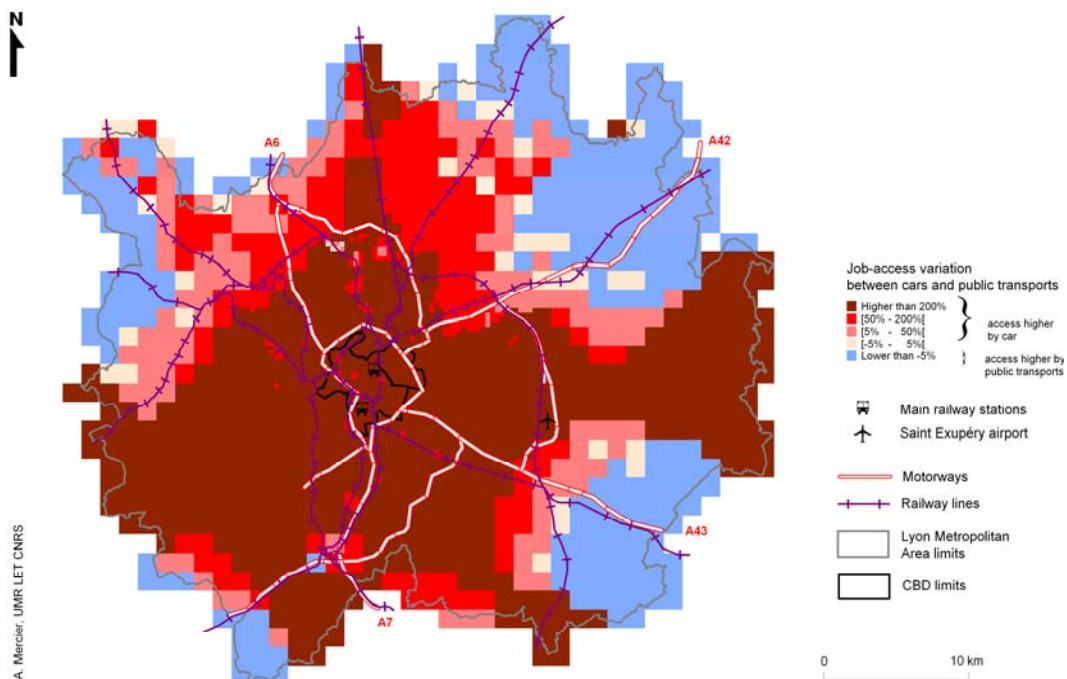 N
A6
A42
A43
A7
Job-access variation
between cars and public transports
Higher than 200%
[50% - 200%[
[5% - 50%[
[-5% - 5%[
Lower than -5%
access higher
by car
access higher by
public transports
Main railway stations
Saint Exupéry airport
Motorways
Railway lines
Lyon Metropolitan
Area limits
CBD limits
0 10 km
A. Mercier, UMR LET CNRS